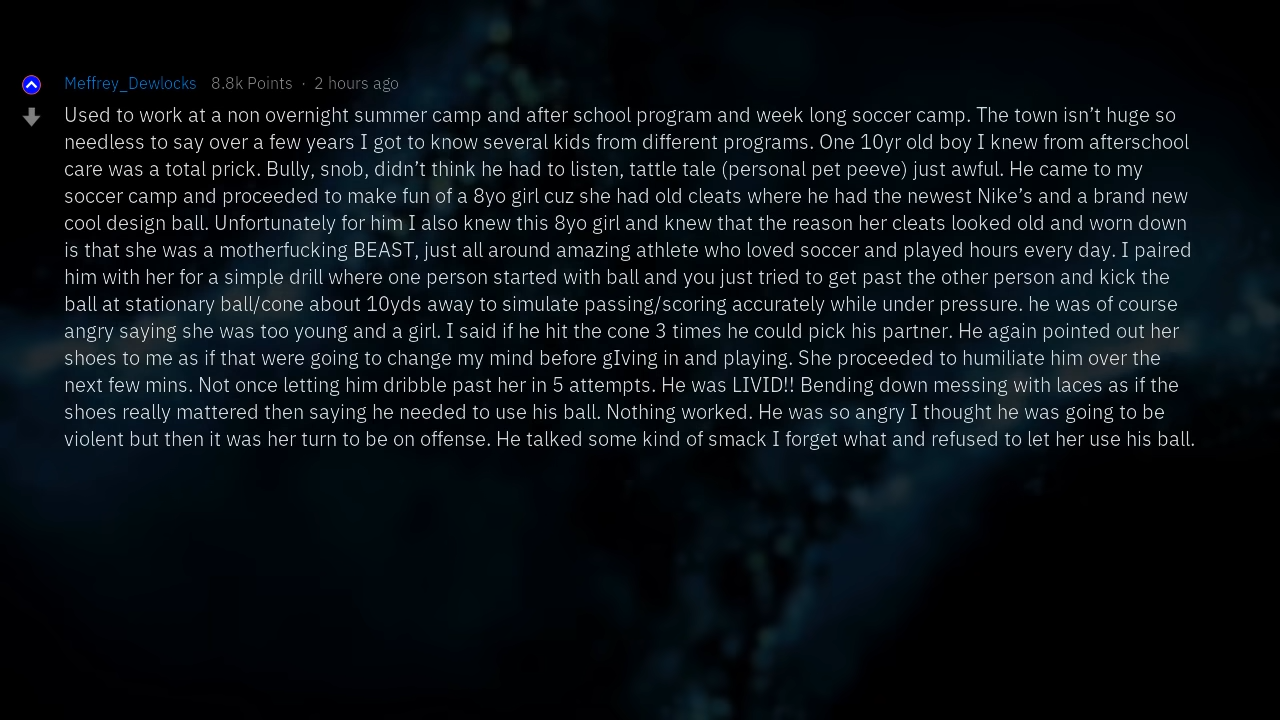 Meffrey_Dewlocks 8.8k Points · 2 hours ago
Used to work at a non overnight summer camp and after school program and week long soccer camp. The town isn’t huge so
needless to say over a few years I got to know several kids from different programs. One 10yr old boy I knew from afterschool
care was a total prick. Bully, snob, didn’t think he had to listen, tattle tale (personal pet peeve) just awful. He came to my
soccer camp and proceeded to make fun of a 8yo girl cuz she had old cleats where he had the newest Nike’s and a brand new
cool design ball. Unfortunately for him I also knew this 8yo girl and knew that the reason her cleats looked old and worn down
is that she was a motherfucking BEAST, just all around amazing athlete who loved soccer and played hours every day. I paired
him with her for a simple drill where one person started with ball and you just tried to get past the other person and kick the
ball at stationary ball/cone about 10yds away to simulate passing/scoring accurately while under pressure. he was of course
angry saying she was too young and a girl. I said if he hit the cone 3 times he could pick his partner. He again pointed out her
shoes to me as if that were going to change my mind before gIving in and playing. She proceeded to humiliate him over the
next few mins. Not once letting him dribble past her in 5 attempts. He was LIVID!! Bending down messing with laces as if the
shoes really mattered then saying he needed to use his ball. Nothing worked. He was so angry I thought he was going to be
violent but then it was her turn to be on offense. He talked some kind of smack I forget what and refused to let her use his ball.